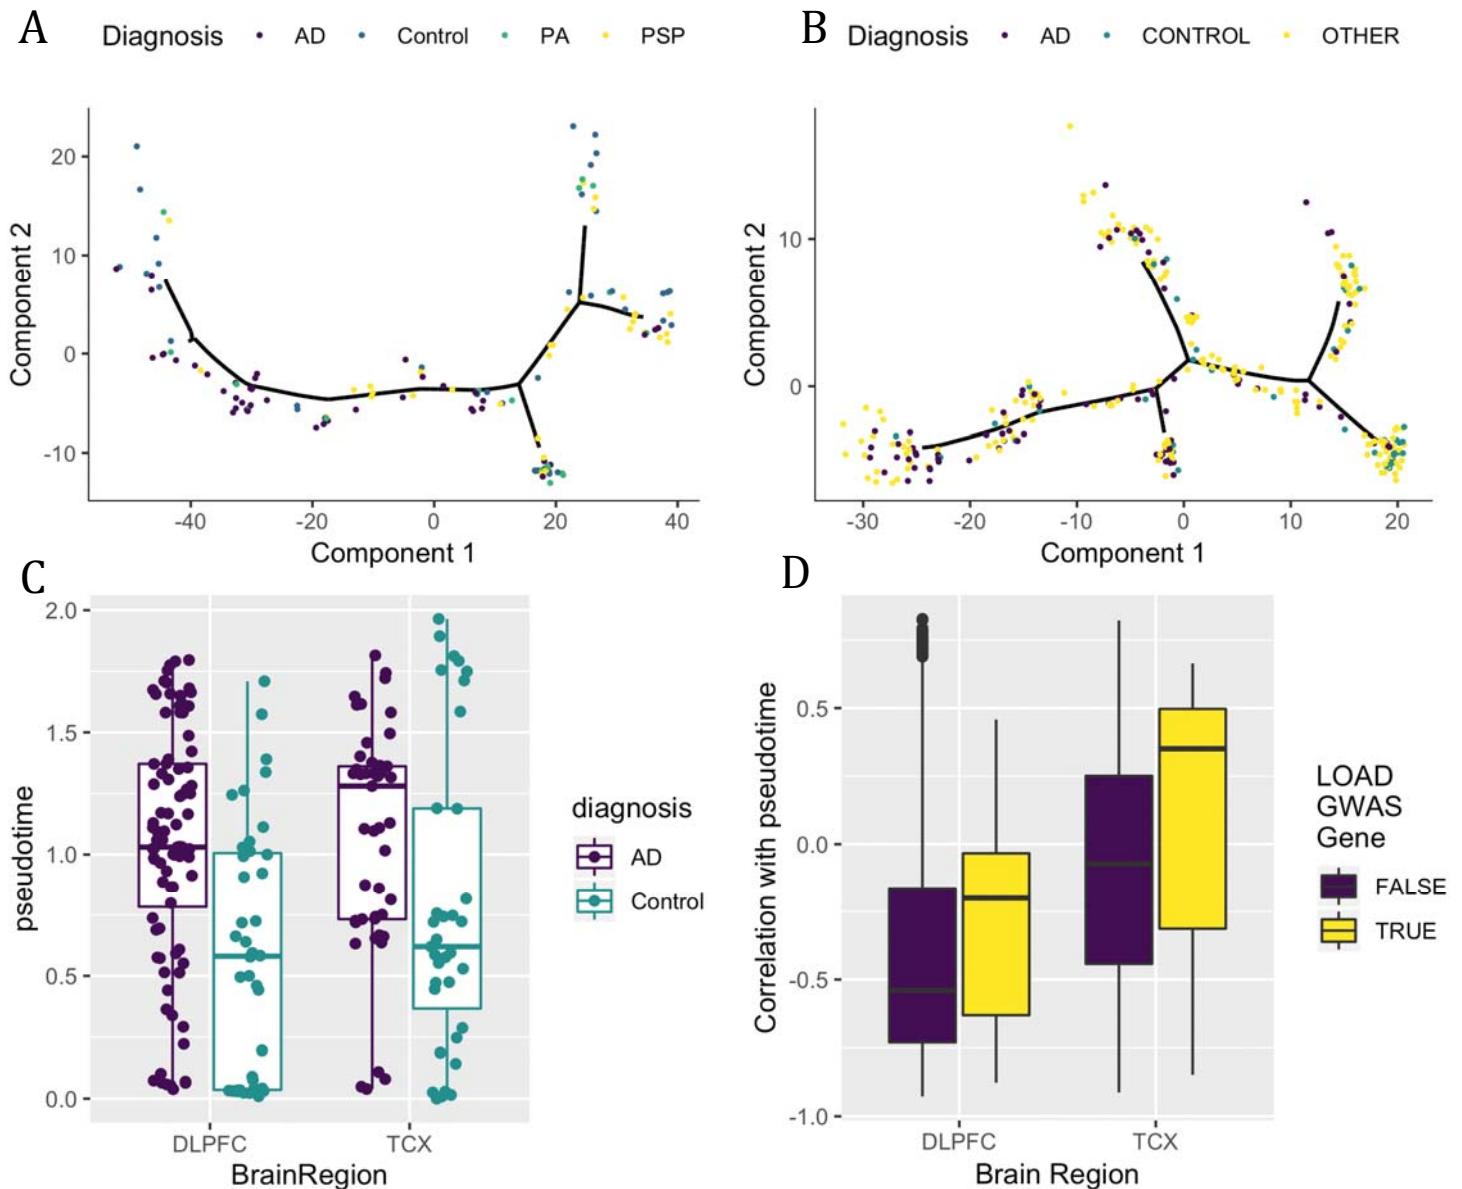 A
Diagnosis AD Control PA PSP
Component 2
20
10
0
-10
-40 -20 0 20 40
Component 1
B
Diagnosis AD CONTROL OTHER
Component 2
10
0
-30 -20 -10 0 10 20
Component 1
C
pseudotime
2.0
1.5
1.0
0.5
0.0
DLPFC TCX
BrainRegion
diagnosis
AD
Control
D
Correlation with pseudotime
0.5
0.0
-0.5
-1.0
DLPFC TCX
Brain Region
LOAD
GWAS
Gene
FALSE
TRUE